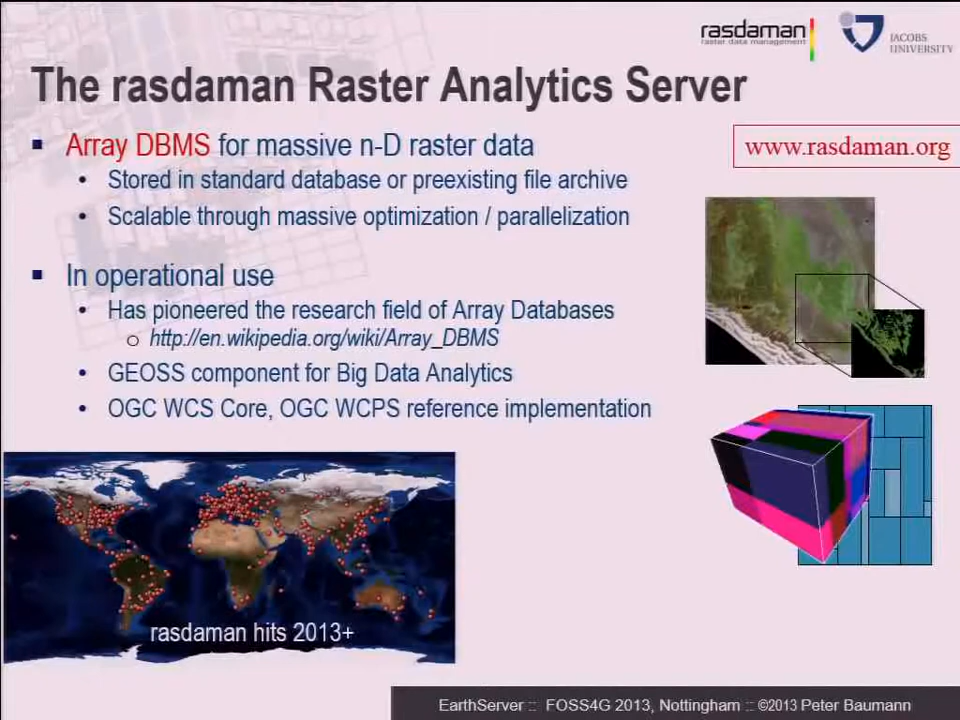 rasdaman
raster data management
JACOBS
UNIVERSITY
The rasdaman Raster Analytics Server
▪ Array DBMS for massive n-D raster data
www.rasdaman.org
• Stored in standard database or preexisting file archive
• Scalable through massive optimization / parallelization
▪ In operational use
• Has pioneered the research field of Array Databases
o http://en.wikipedia.org/wiki/Array_DBMS
• GEOSS component for Big Data Analytics
• OGC WCS Core, OGC WCPS reference implementation
rasdaman hits 2013+
EarthServer :: FOSS4G 2013, Nottingham :: ©2013 Peter Baumann